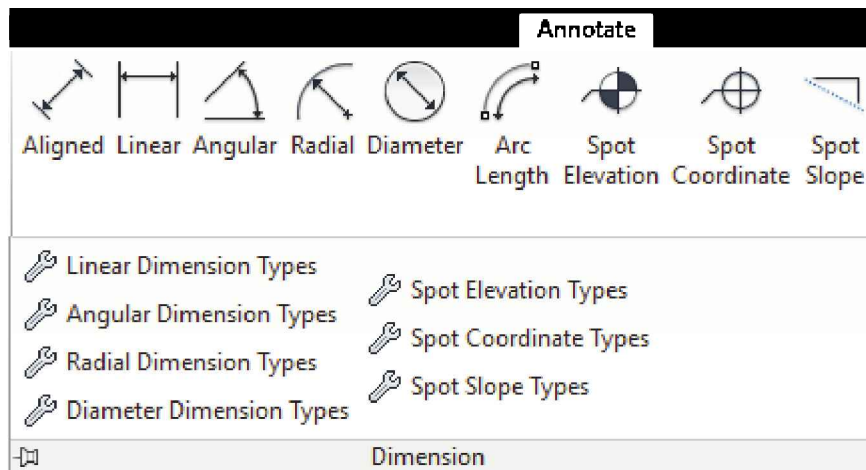 Annotate
Aligned Linear Angular Radial Diameter Arc Length Spot Elevation Spot Coordinate Spot Slope
Linear Dimension Types
Angular Dimension Types
Radial Dimension Types
Diameter Dimension Types
Spot Elevation Types
Spot Coordinate Types
Spot Slope Types
Dimension